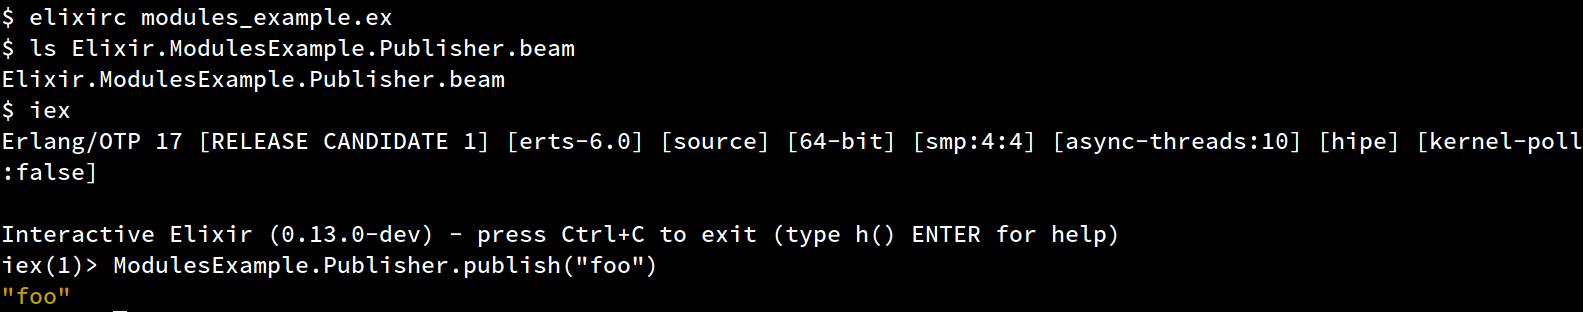 $ elixirc modules_example.ex
$ ls Elixir.ModulesExample.Publisher.beam
Elixir.ModulesExample.Publisher.beam
$ iex
Erlang/OTP 17 [RELEASE CANDIDATE 1] [erts-6.0] [source] [64-bit] [smp:4:4] [async-threads:10] [hipe] [kernel-poll
:false]

Interactive Elixir (0.13.0-dev) - press Ctrl+C to exit (type h() ENTER for help)
iex(1)> ModulesExample.Publisher.publish("foo")
"foo"